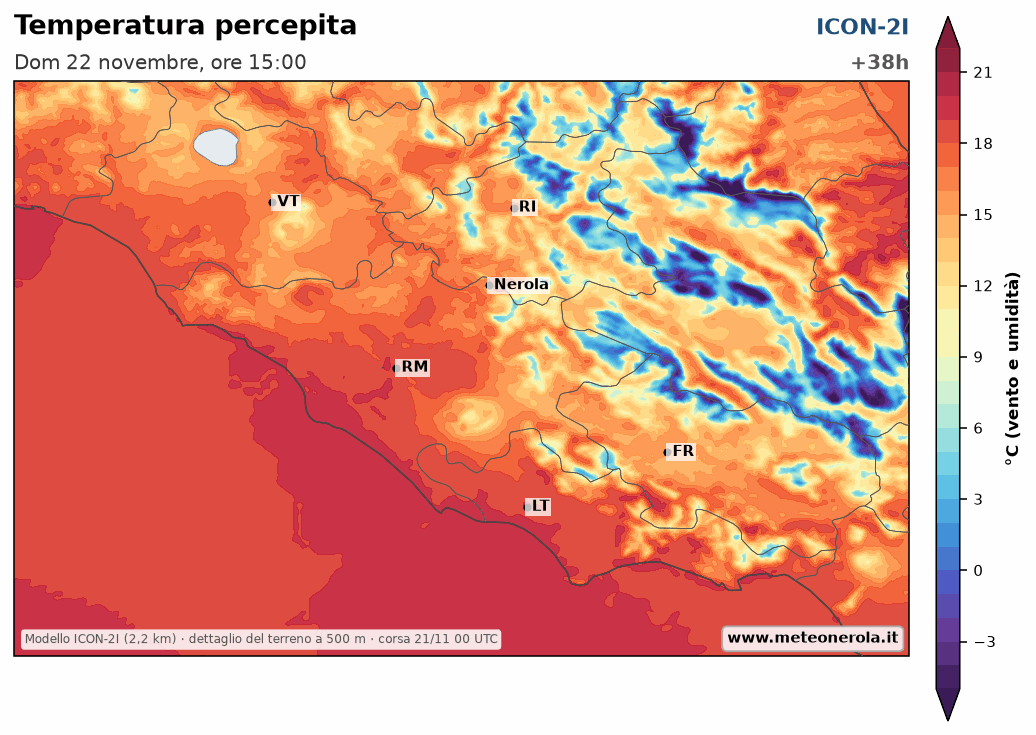 Temperatura percepita
ICON-2I
Dom 22 novembre, ore 15:00
+38h
VT
RI
Nerola
RM
FR
LT
Modello ICON-2I (2,2 km) · dettaglio del terreno a 500 m · corsa 21/11 00 UTC
www.meteonerola.it
21
18
15
12
9
6
3
0
−3
°C (vento e umidità)